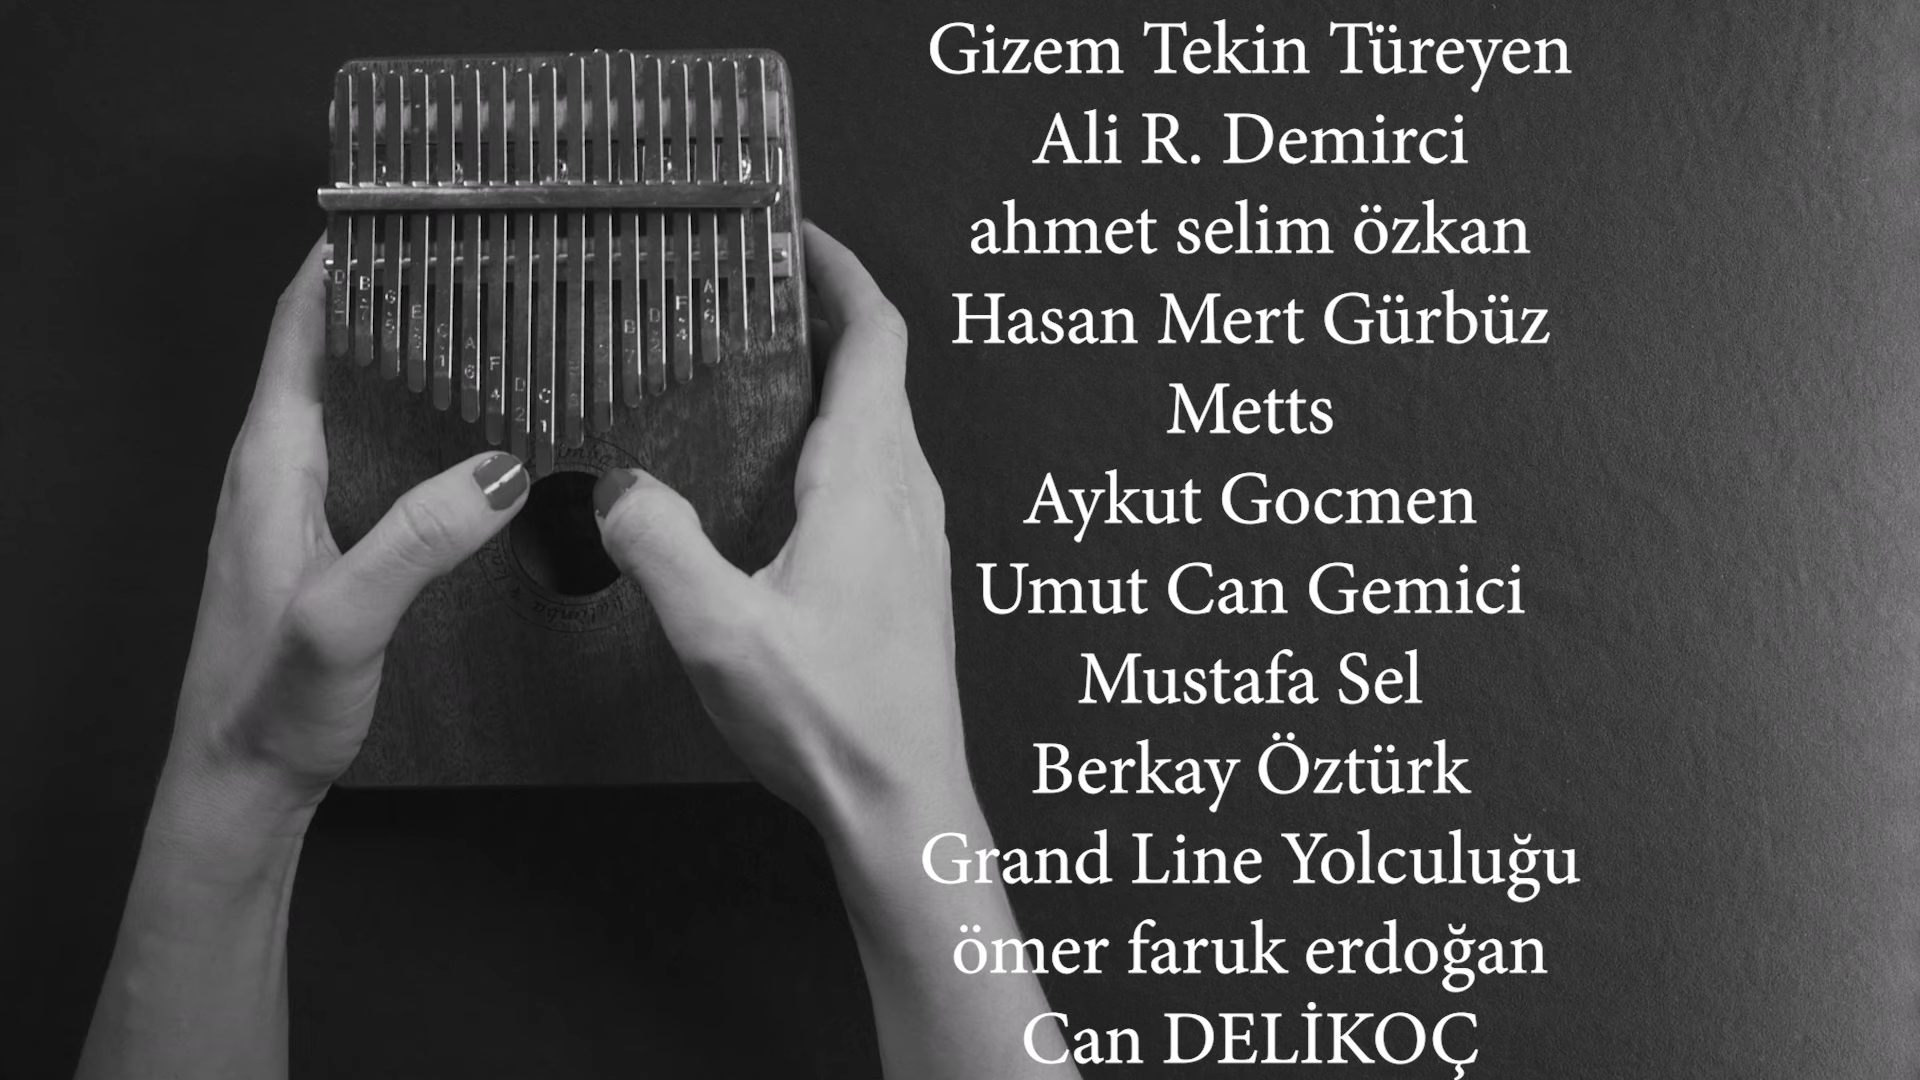 Gizem Tekin Türeyen
Ali R. Demirci
ahmet selim özkan
Hasan Mert Gürbüz
Metts
Aykut Gocmen
Umut Can Gemici
Mustafa Sel
Berkay Öztürk
Grand Line Yolculuğu
ömer faruk erdoğan
Can DELİKOÇ